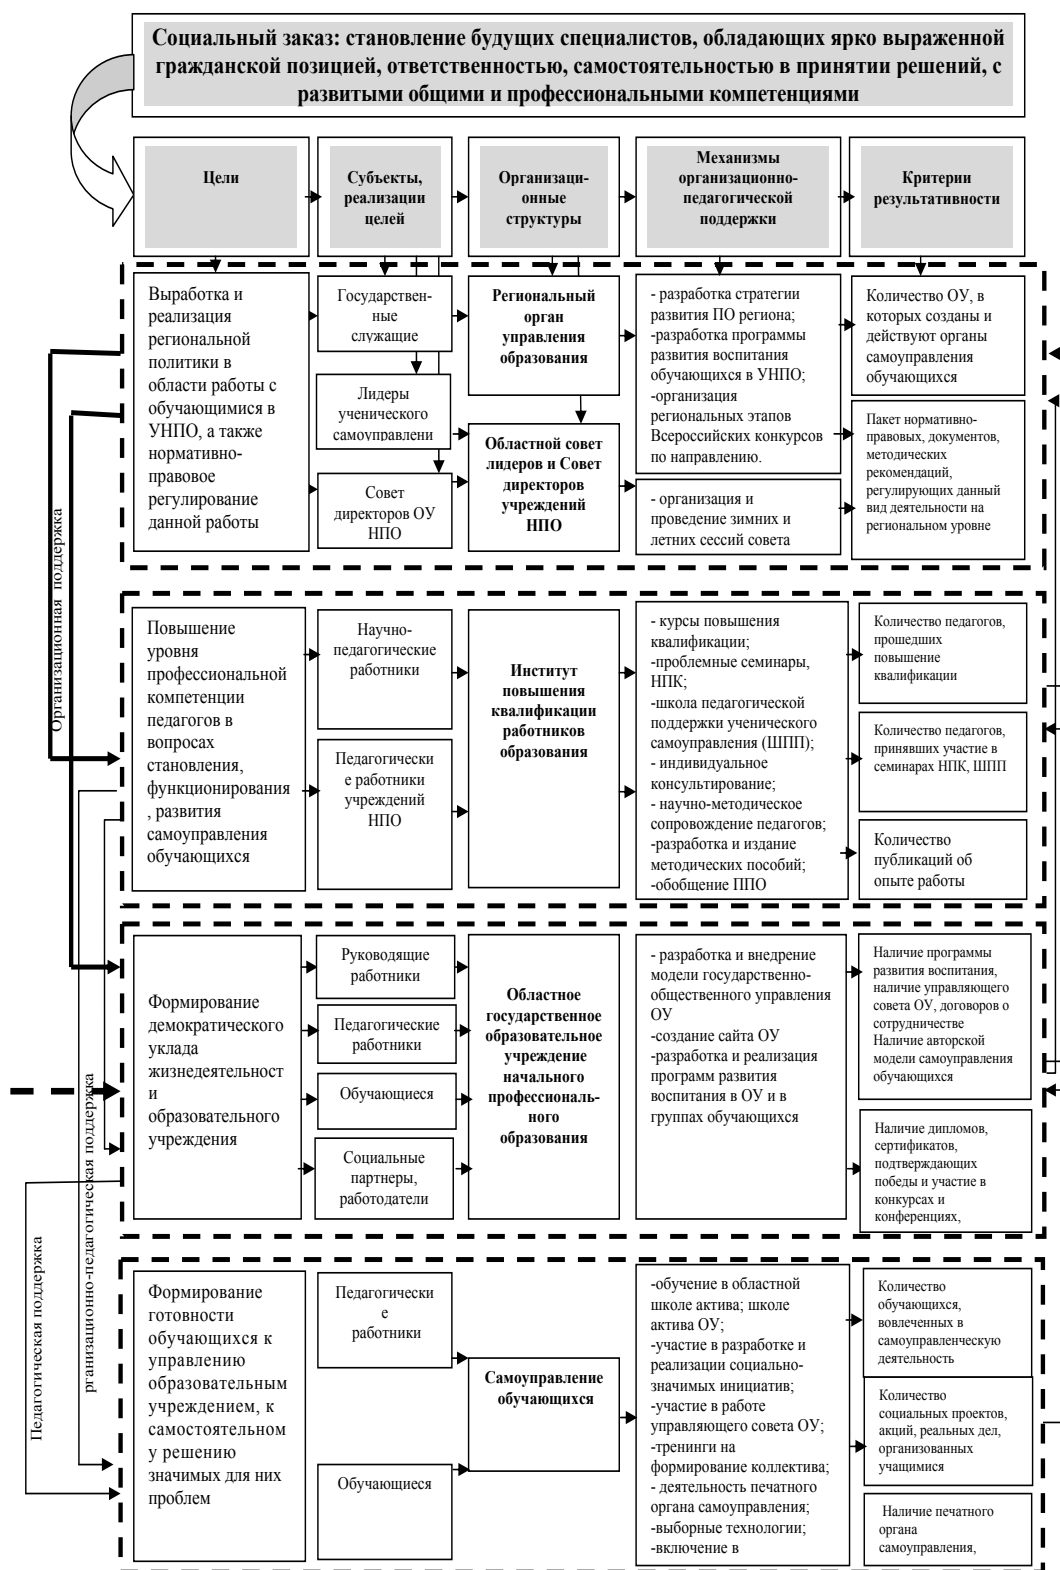 Социальный заказ: становление будущих специалистов, обладающих ярко выраженной
гражданской позицией, ответственностью, самостоятельностью в принятии решений, с
развитыми общими и профессиональными компетенциями
Цели
Субъекты,
реализации
целей
Организаци-
онные
структуры
Механизмы
организационно-
педагогической
поддержки
Критерии
результативности
Выработка и
реализация
региональной
политики в
области работы с
обучающимися в
УНПО, а также
нормативно-
правовое
регулирование
данной работы
Государствен-
ные
служащие
Лидеры
ученического
самоуправлени
Совет
директоров ОУ
НПО
Региональный
орган
управления
образования
Областной совет
лидеров и Совет
директоров
учреждений
НПО
- разработка стратегии
развития ПО региона;
-разработка программы
развития воспитания
обучающихся в УНПО;
-организация
региональных этапов
Всероссийских конкурсов
по направлению.
- организация и
проведение зимних и
летних сессий совета
Количество ОУ, в
которых созданы и
действуют органы
самоуправления
обучающихся
Пакет нормативно-
правовых, документов,
методических
рекомендаций,
регулирующих данный
вид деятельности на
региональном уровне
Организационная поддержка
Повышение
уровня
профессиональной
компетенции
педагогов в
вопросах
становления,
функционирования
, развития
самоуправления
обучающихся
Научно-
педагогические
работники
Педагогически
е работники
учреждений
НПО
Институт
повышения
квалификации
работников
образования
- курсы повышения
квалификации;
-проблемные семинары,
НПК;
-школа педагогической
поддержки ученического
самоуправления (ШПП);
- индивидуальное
консультирование;
- научно-методическое
сопровождение педагогов;
-разработка и издание
методических пособий;
-обобщение ППО
Количество педагогов,
прошедших
повышение
квалификации
Количество педагогов,
принявших участие в
семинарах НПК, ШПП
Количество
публикаций об
опыте работы
рганизационно-педагогическая поддержка
Формирование
демократического
уклада
жизнедеятельност
и
образовательного
учреждения
Руководящие
работники
Педагогические
работники
Обучающиеся
Социальные
партнеры,
работодатели
Областное
государственное
образовательное
учреждение
начального
профессиональ-
ного
образования
- разработка и внедрение
модели государственно-
общественного управления
ОУ
-создание сайта ОУ
-разработка и реализация
программ развития
воспитания в ОУ и в
группах обучающихся
Наличие программы
развития воспитания,
наличие управляющего
совета ОУ, договоров о
сотрудничестве
Наличие авторской
модели самоуправления
обучающихся
Наличие дипломов,
сертификатов,
подтверждающих
победы и участие в
конкурсах и
конференциях,
Педагогическая поддержка
Формирование
готовности
обучающихся к
управлению
образовательным
учреждением, к
самостоятельном
у решению
значимых для них
проблем
Педагогически
е
работники
Обучающиеся
Самоуправление
обучающихся
-обучение в областной
школе актива; школе
актива ОУ;
-участие в разработке и
реализации социально-
значимых инициатив;
-участие в работе
управляющего совета ОУ;
-тренинги на
формирование коллектива;
- деятельность печатного
органа самоуправления;
-выборные технологии;
-включение в
Количество
обучающихся,
вовлеченных в
самоуправленческую
деятельность
Количество
социальных проектов,
акций, реальных дел,
организованных
учащимися
Наличие печатного
органа
самоуправления,